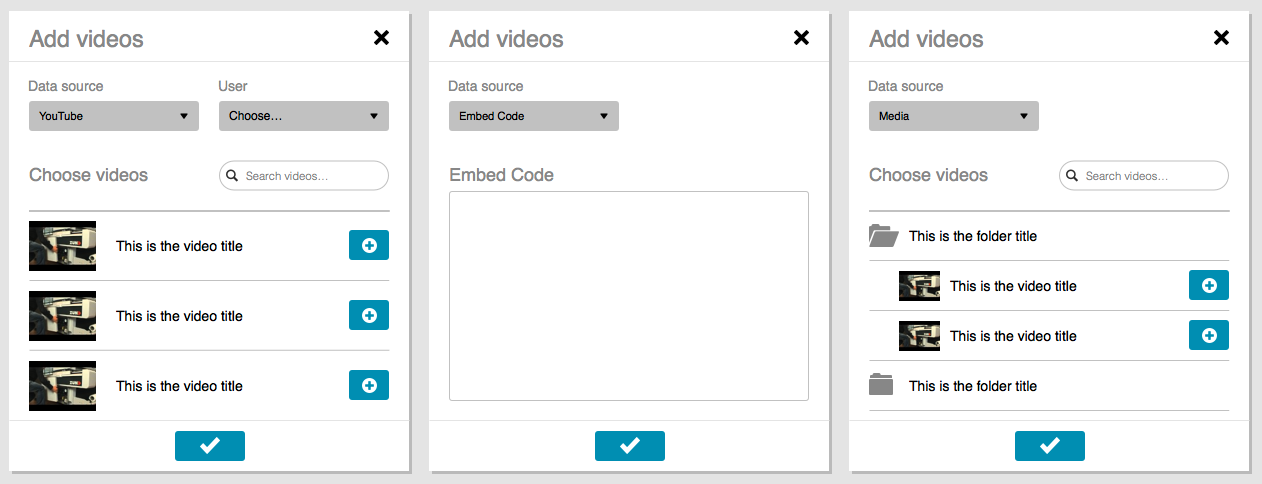 Add videos
Data source
User
YouTube
Choose...
Choose videos
Search videos...
This is the video title
This is the video title
This is the video title
Add videos
Data source
Embed Code
Embed Code
Add videos
Data source
Media
Choose videos
Search videos...
This is the folder title
This is the video title
This is the video title
This is the folder title